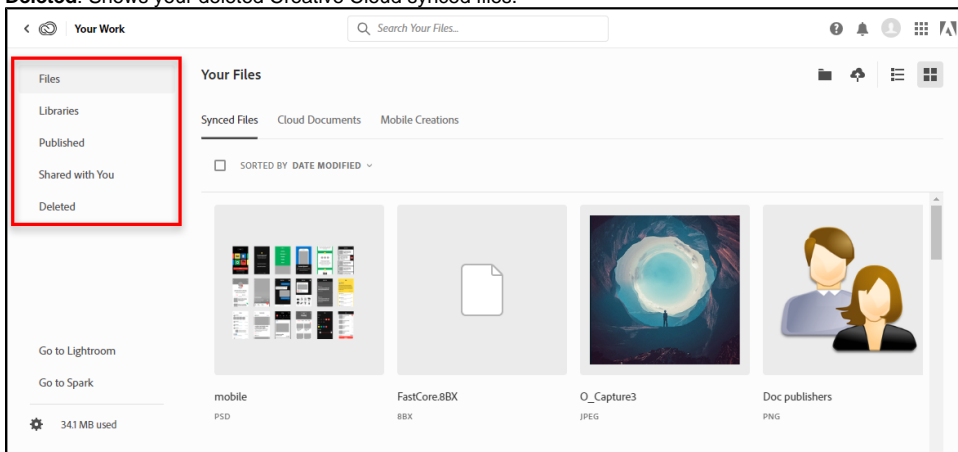 Deleted: Shows your deleted Creative Cloud synced files.
Your Work
Search Your Files...
Files
Libraries
Published
Shared with You
Deleted
Go to Lightroom
Go to Spark
34.1 MB used
Your Files
Synced Files Cloud Documents Mobile Creations
SORTED BY DATE MODIFIED
mobile
PSD
FastCore.8BX
8BX
O_Capture3
JPEG
Doc publishers
PNG